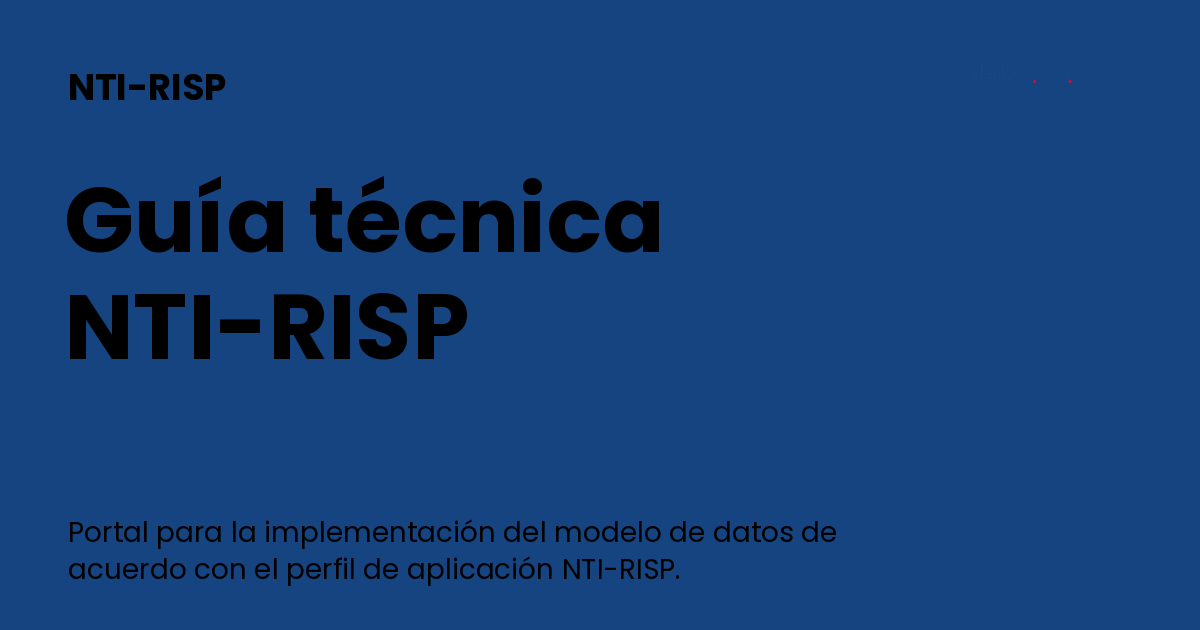 NTI-RISP
Guía técnica
NTI-RISP
Portal para la implementación del modelo de datos de
acuerdo con el perfil de aplicación NTI-RISP.